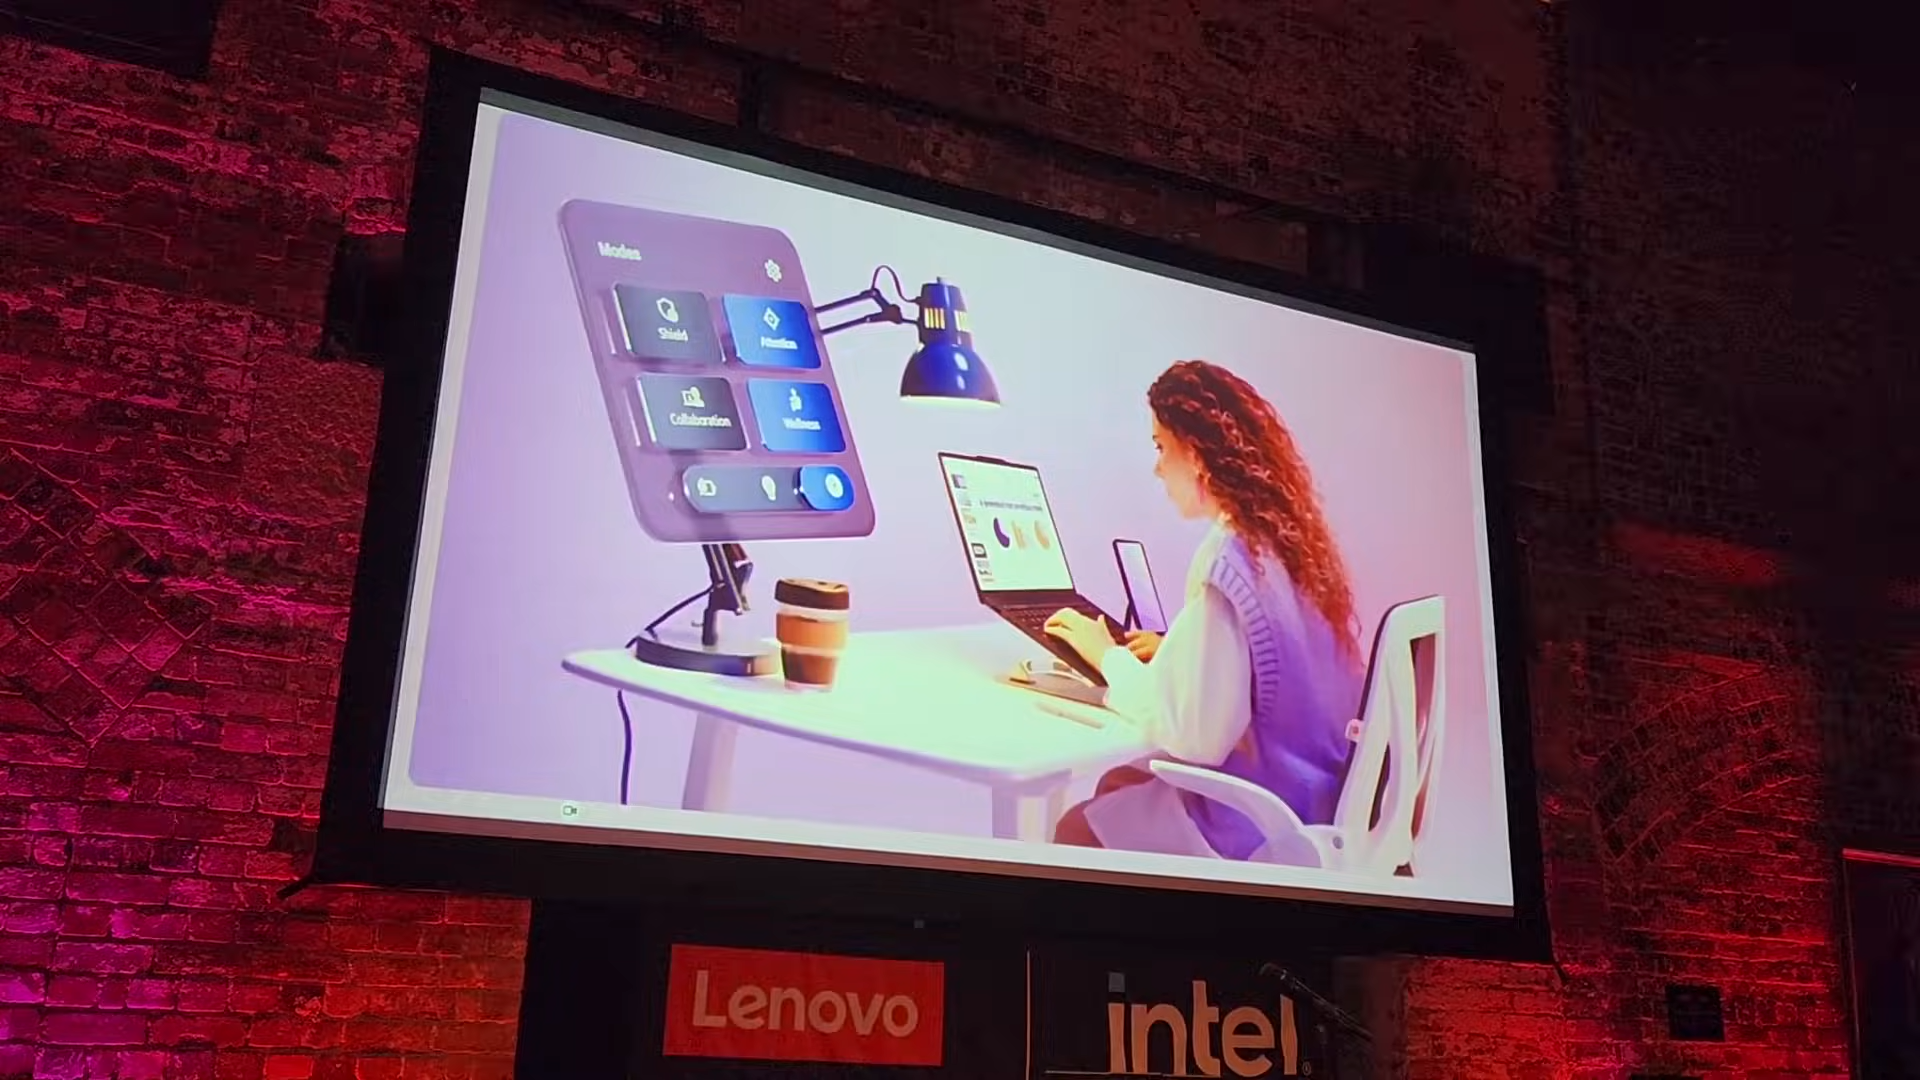 Modes
Shield
Attention
Collaboration
Wellness
Lenovo
intel